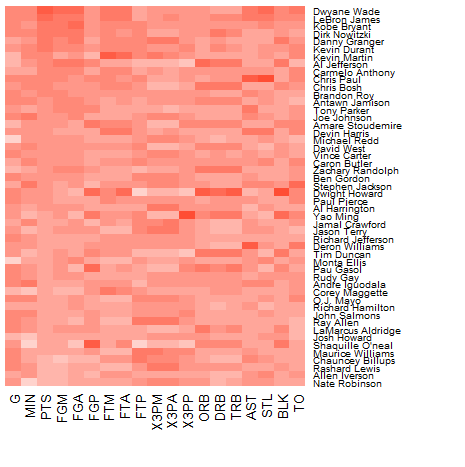 Dwyane Wade
LeBron James
Kobe Bryant
Dirk Nowitzki
Danny Granger
Kevin Durant
Kevin Martin
Al Jefferson
Carmelo Anthony
Chris Paul
Chris Bosh
Brandon Roy
Antawn Jamison
Tony Parker
Joe Johnson
Amare Stoudemire
Devin Harris
Michael Redd
David West
Vince Carter
Caron Butler
Zachary Randolph
Ben Gordon
Stephen Jackson
Dwight Howard
Paul Pierce
Al Harrington
Yao Ming
Jamal Crawford
Jason Terry
Richard Jefferson
Deron Williams
Tim Duncan
Monta Ellis
Pau Gasol
Rudy Gay
Andre Iguodala
Corey Maggette
O.J. Mayo
Richard Hamilton
John Salmons
Ray Allen
LaMarcus Aldridge
Josh Howard
Shaquille O'neal
Maurice Williams
Chauncey Billups
Rashard Lewis
Allen Iverson
Nate Robinson
G
MIN
PTS
FGM
FGA
FGP
FTM
FTA
FTP
X3PM
X3PA
X3PP
ORB
DRB
TRB
AST
STL
BLK
TO